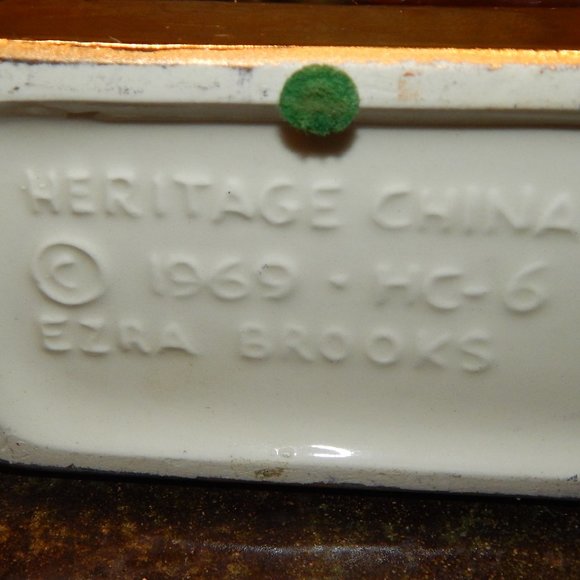 HERITAGE CHINA
© 1969 · HC-6
EZRA BROOKS